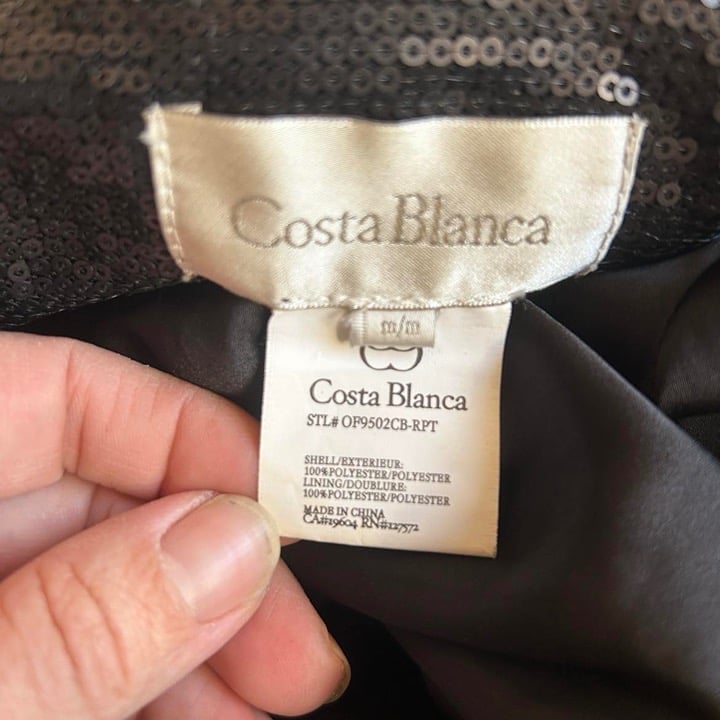 Costa Blanca
m/m
Costa Blanca
STL# OF9502CB-RPT
SHELL/EXTERIEUR:
100%POLYESTER/POLYESTER
LINING/DOUBLURE:
100%POLYESTER/POLYESTER
MADE IN CHINA
CA#19604 RN#127572